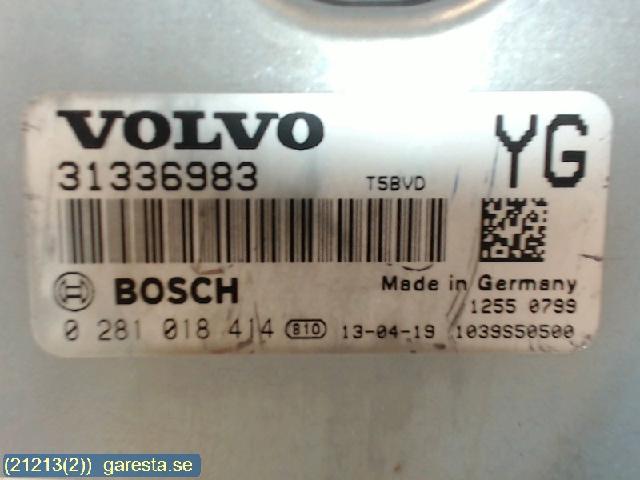 VOLVO
YG
31336983 T5BVD
BOSCH
Made in Germany
1255 0799
0 281 018 414 810 13-04-19 1039S50500
(21213(2)) garesta.se